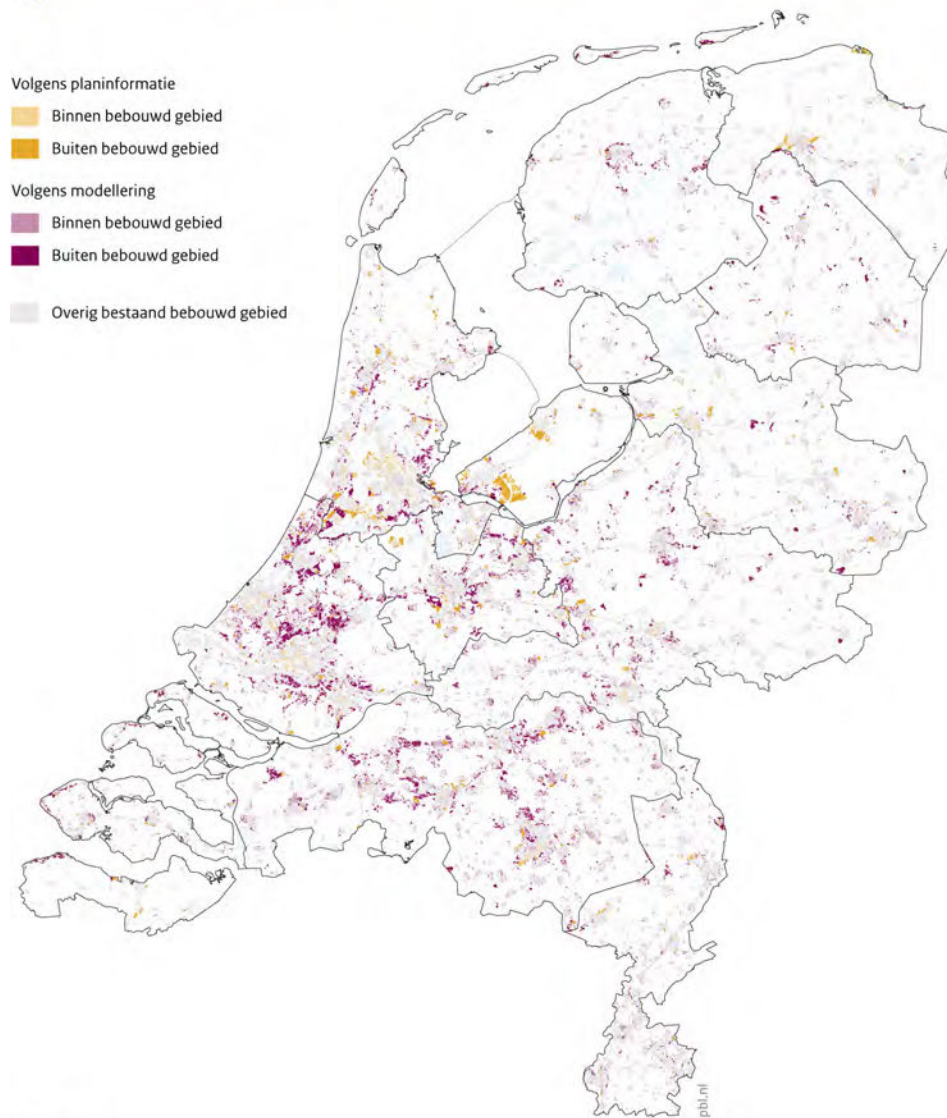 Volgens planinformatie
Binnen bebouwd gebied
Buiten bebouwd gebied
Volgens modellering
Binnen bebouwd gebied
Buiten bebouwd gebied
Overig bestaand bebouwd gebied
pbl.nl